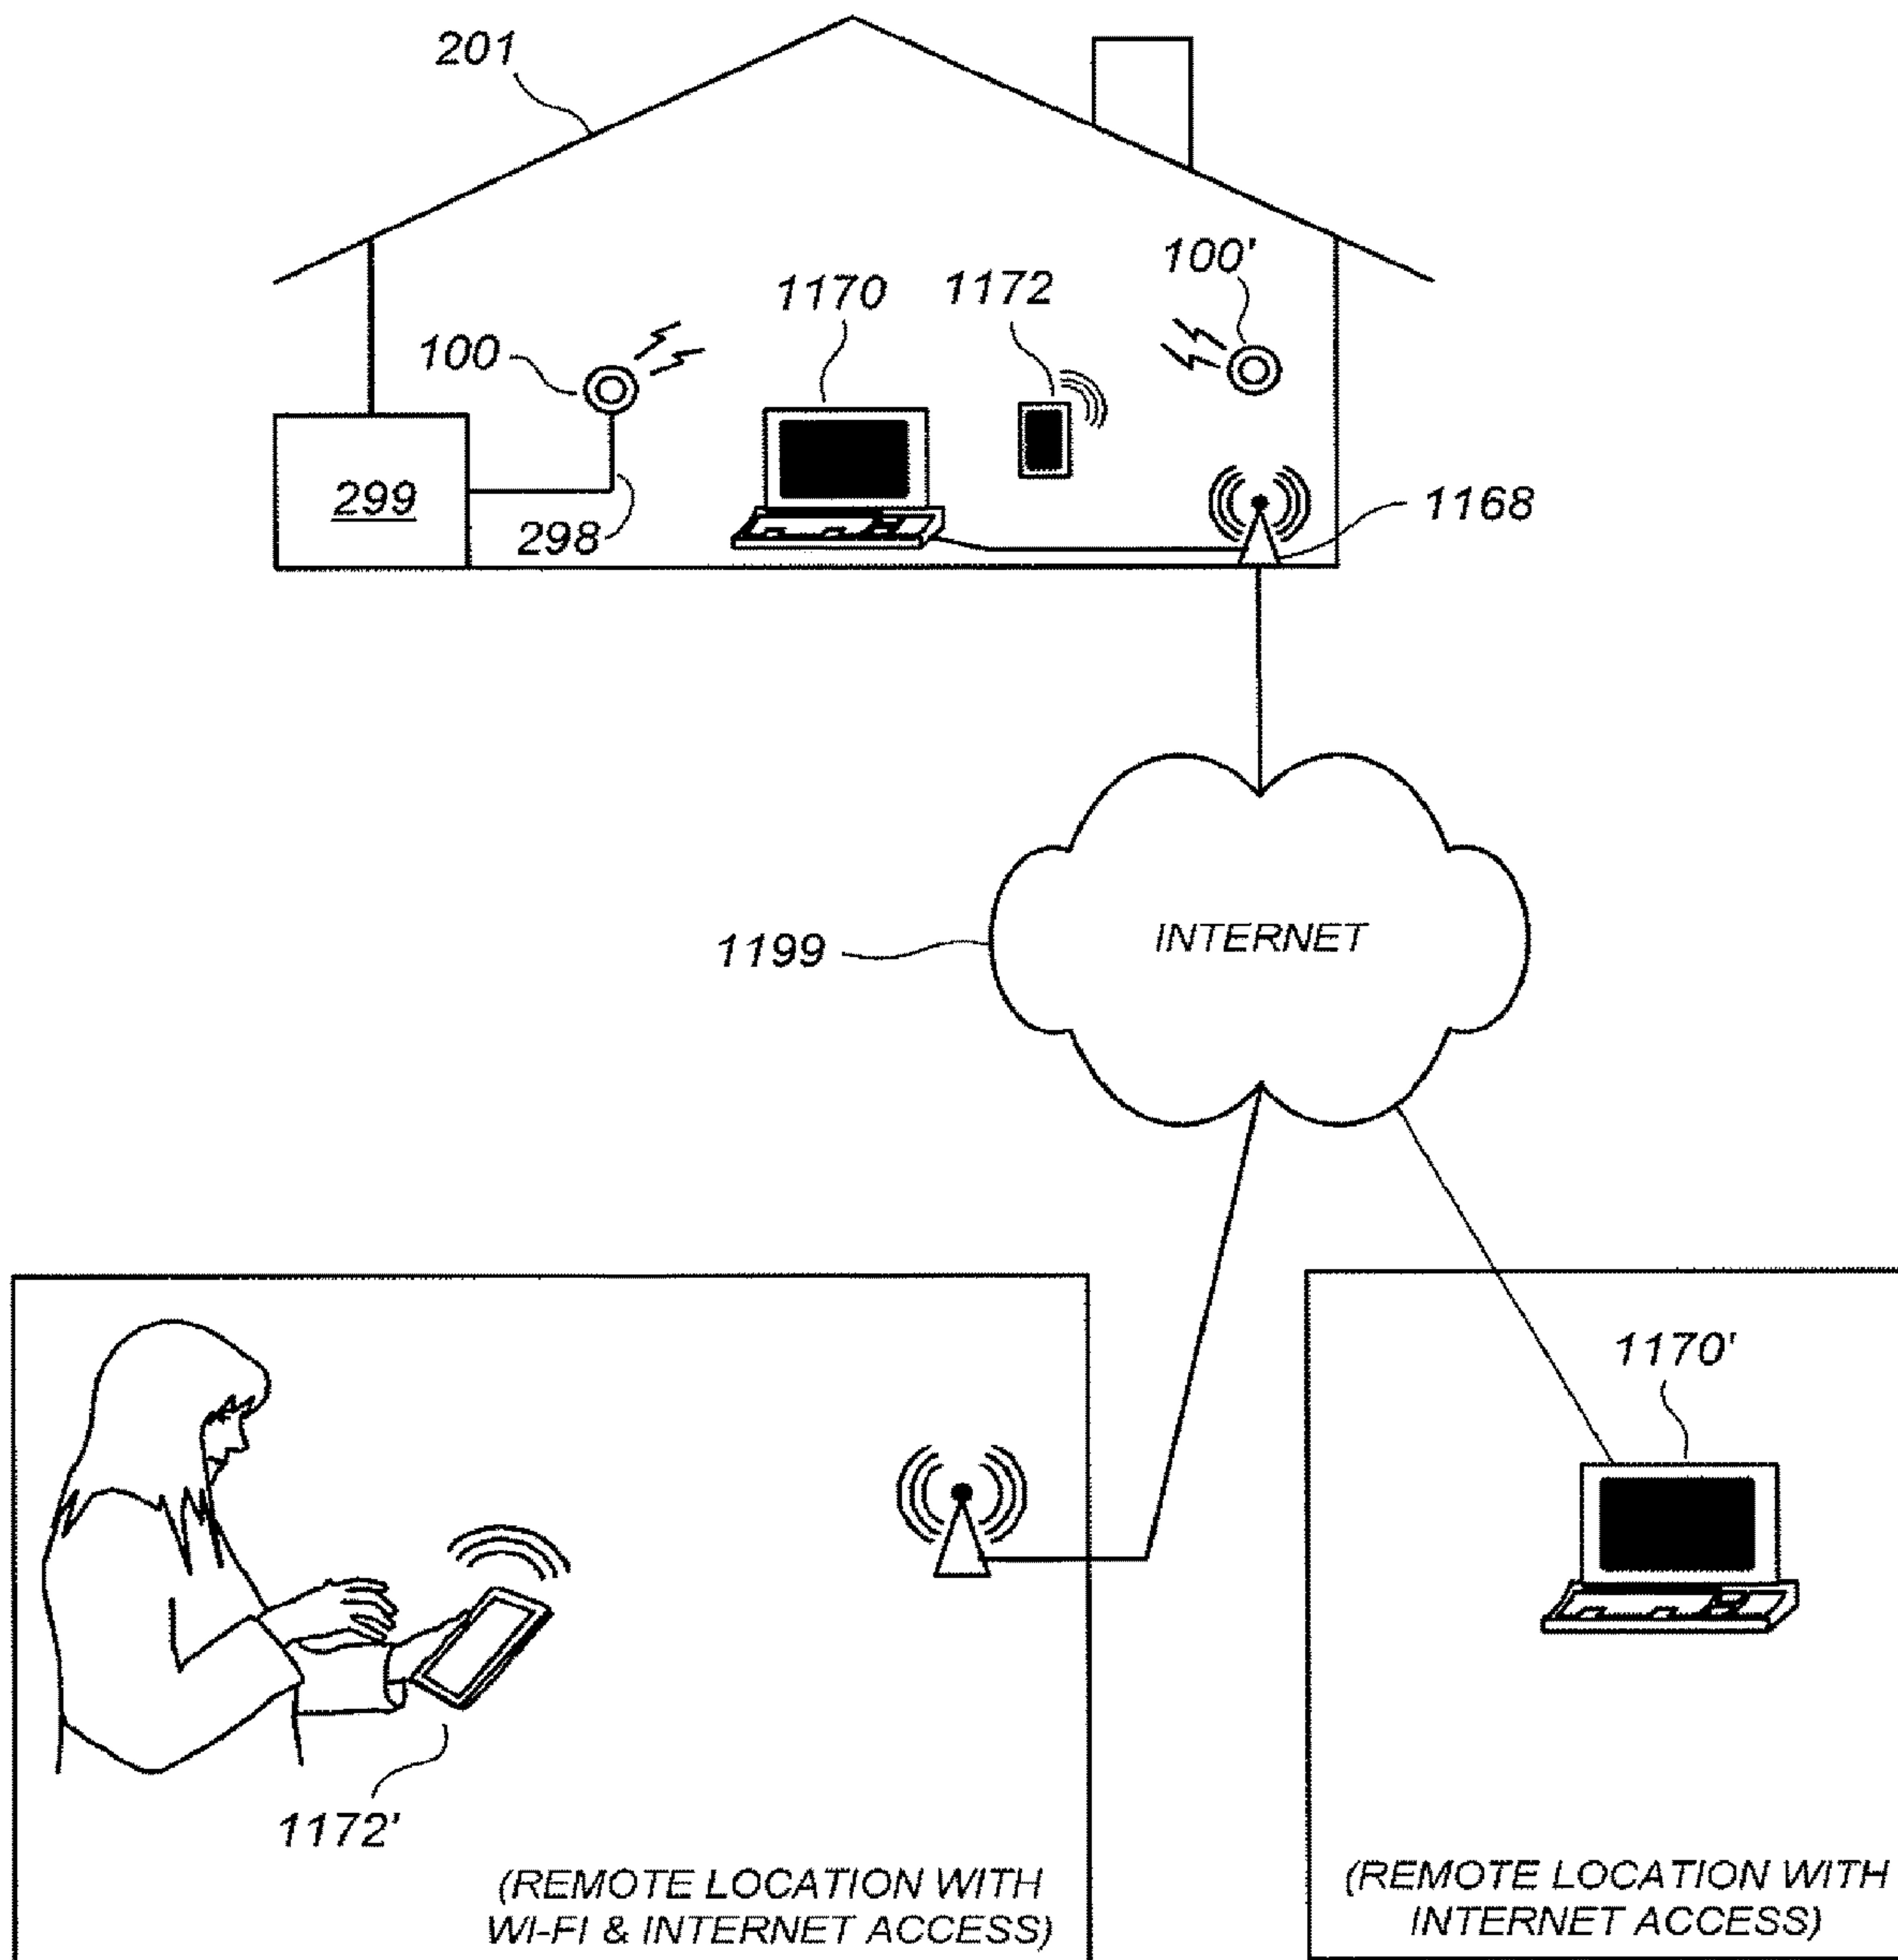 201
100'
1170
1172
100
299
298
1168
1199
INTERNET
1170'
1172'
(REMOTE LOCATION WITH
WI-FI & INTERNET ACCESS)
(REMOTE LOCATION WITH
INTERNET ACCESS)